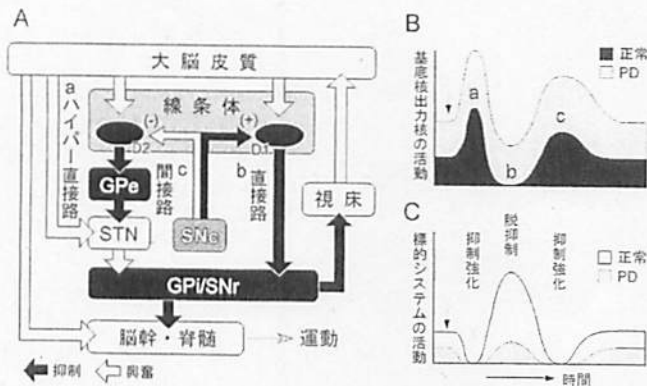 A
大脳皮質
線条体
(-)
(+)
D2
D1
aハイパー直接路
GPe
間接路
c
b
直接路
STN
SNc
視床
GPi/SNr
脳幹・脊髄
運動
抑制
興奮
B
基底核出力核の活動
正常
PD
a
b
c
C
標的システムの活動
抑制強化
脱抑制
抑制強化
正常
PD
時間